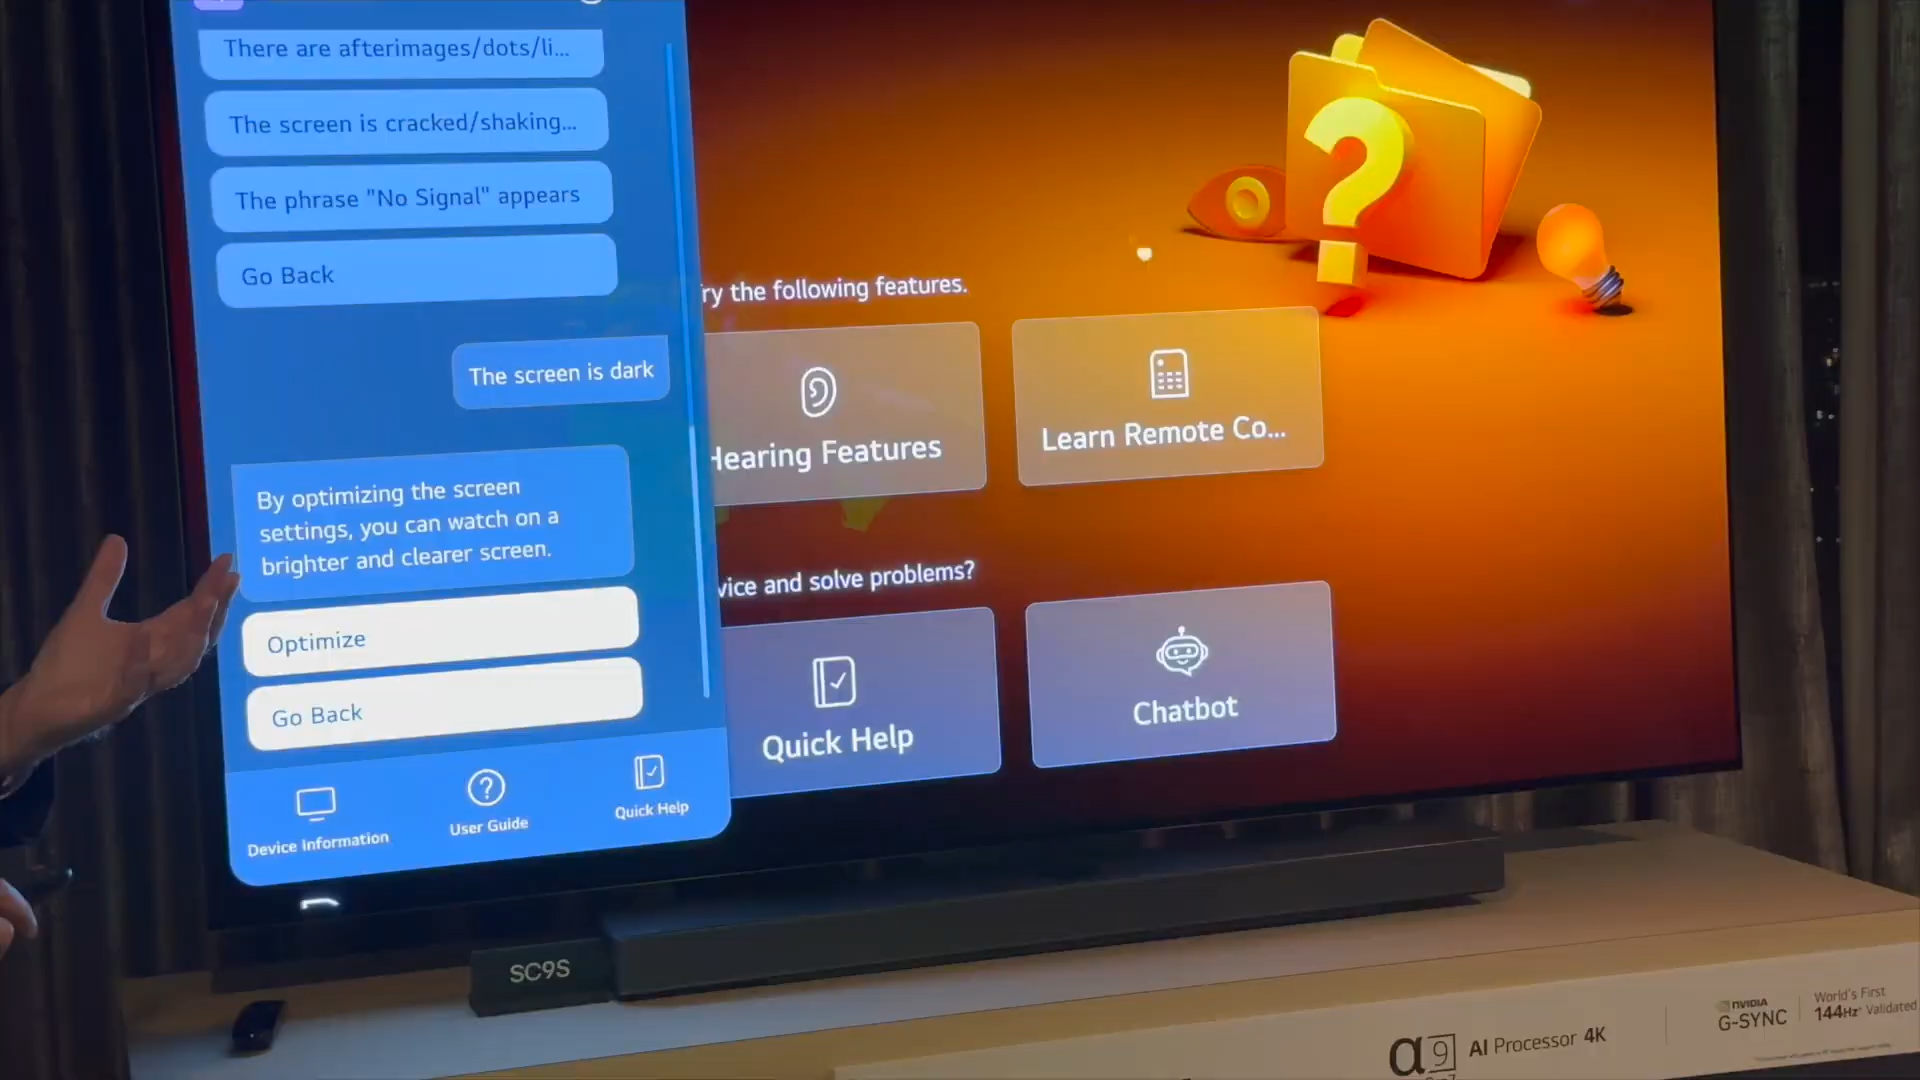 There are afterimages/dots/li...
The screen is cracked/shaking...
The phrase "No Signal" appears
Go Back
The screen is dark
By optimizing the screen
settings, you can watch on a
brighter and clearer screen.
Optimize
Go Back
Device Information
User Guide
Quick Help
ry the following features.
Hearing Features
Learn Remote Co...
vice and solve problems?
Quick Help
Chatbot
SC9S
α9
AI Processor 4K
NVIDIA
G-SYNC
World's First
144Hz* Validated